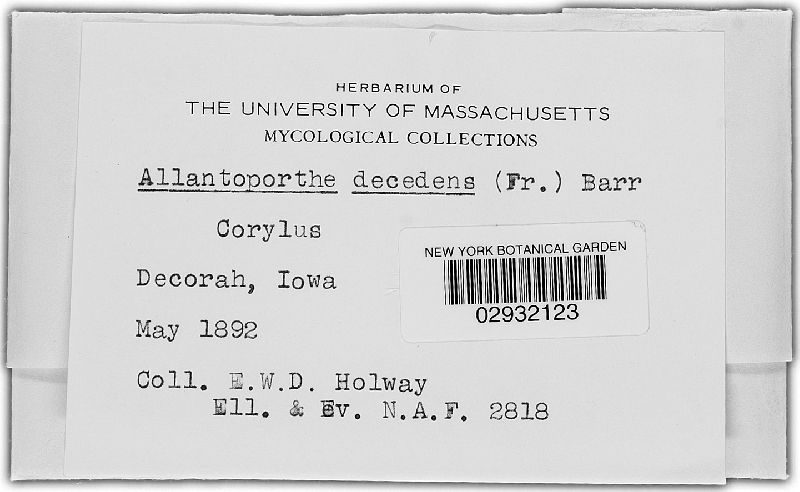 HERBARIUM OF
THE UNIVERSITY OF MASSACHUSETTS
MYCOLOGICAL COLLECTIONS
Allantoporthe decedens (Fr.) Barr
Corylus
Decorah, Iowa
May 1892
Coll. E.W.D. Holway
Ell. & Ev. N.A.F. 2818
NEW YORK BOTANICAL GARDEN
02932123